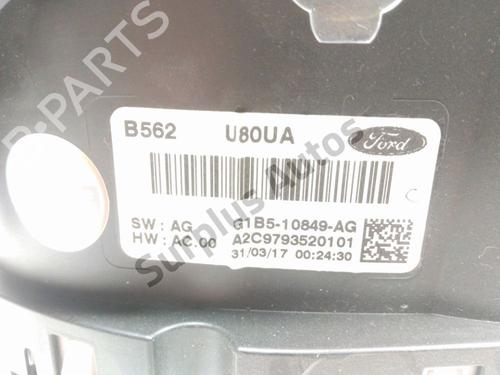 B562 U80UA Ford
SW: AG G1B5-10849-AG
HW: AC.00 A2C9793520101
31/03/17 00:24:30
Surplus Autos
B-PARTS